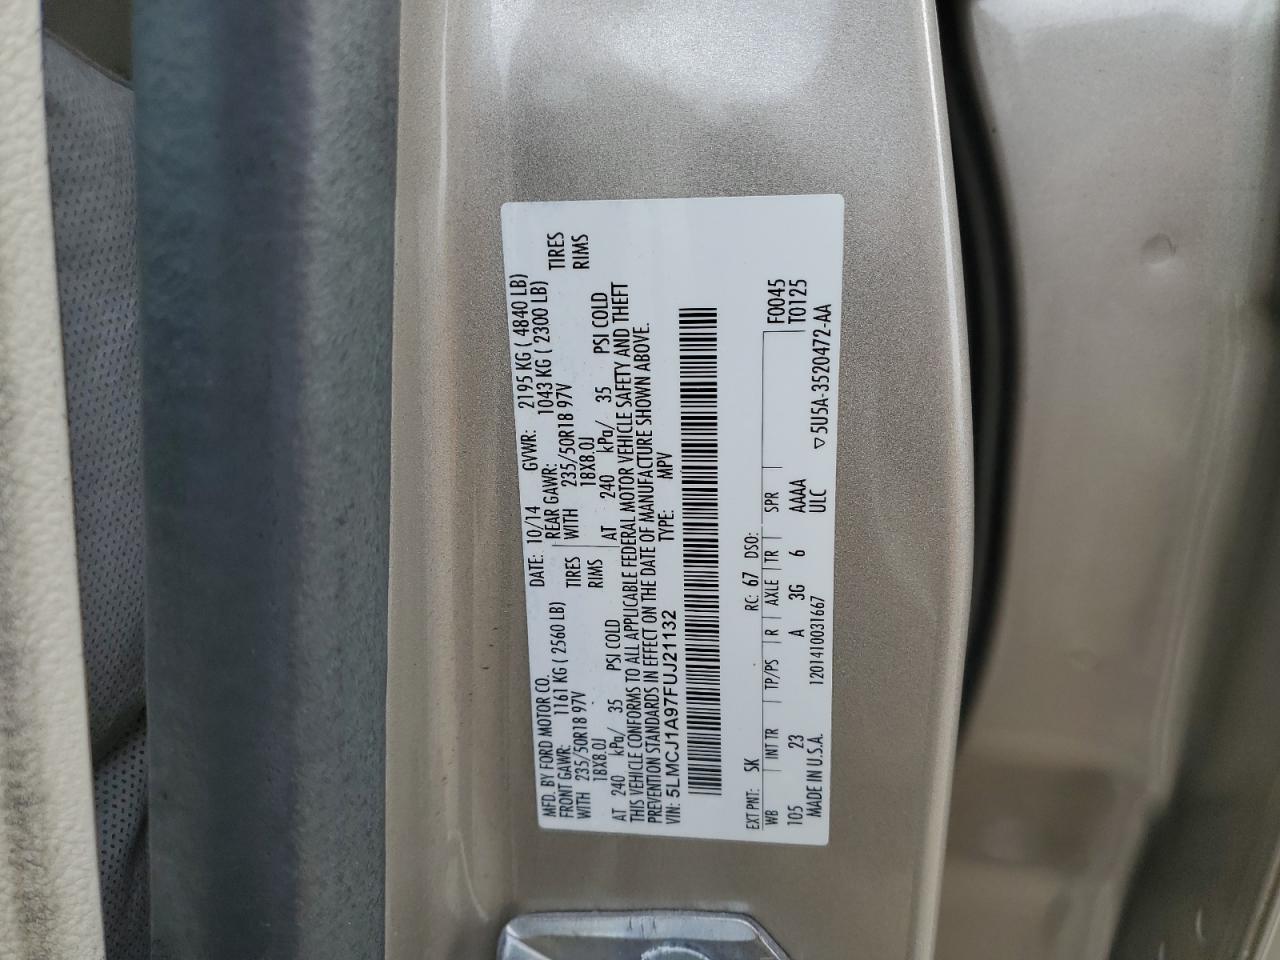 MFD. BY FORD MOTOR CO. DATE: 10/14 GVWR: 2195 KG ( 4840 LB)
FRONT GAWR: 1161 KG ( 2560 LB) REAR GAWR: 1043 KG ( 2300 LB)
WITH 235/50R18 97V TIRES WITH 235/50R18 97V TIRES
18X8.0J RIMS 18X8.0J RIMS
AT 240 kPa/ 35 PSI COLD AT 240 kPa/ 35 PSI COLD
THIS VEHICLE CONFORMS TO ALL APPLICABLE FEDERAL MOTOR VEHICLE SAFETY AND THEFT
PREVENTION STANDARDS IN EFFECT ON THE DATE OF MANUFACTURE SHOWN ABOVE.
VIN: 5LMCJ1A97FUJ21132 TYPE: MPV
EXT PNT: SK RC: 67 DSO:
WB INT TR TP/PS R AXLE TR SPR F0045
105 23 A 3G 6 AAAA T0125
MADE IN U.S.A. 1201410031667 ULC ▽5U5A-3520472-AA